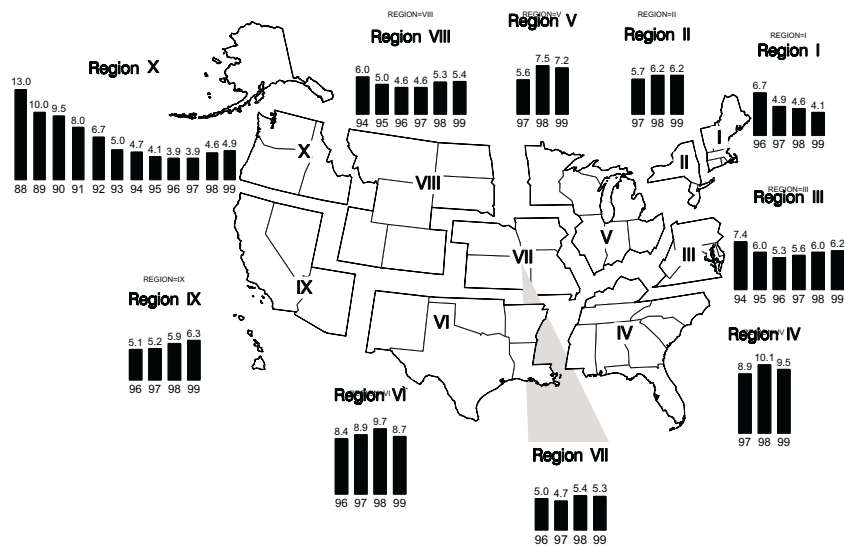 REGION=VIII
Region VIII
6.0 5.0 4.6 4.6 5.3 5.4
94 95 96 97 98 99
REGION=V
Region V
5.6 7.5 7.2
97 98 99
REGION=II
Region II
5.7 6.2 6.2
97 98 99
REGION=I
Region I
6.7 4.9 4.6 4.1
96 97 98 99
Region X
13.0 10.0 9.5 8.0 6.7 5.0 4.7 4.1 3.9 3.9 4.6 4.9
88 89 90 91 92 93 94 95 96 97 98 99
X
VIII
I
II
V
VII
III
IX
VI
IV
REGION=III
Region III
7.4 6.0 5.3 5.6 6.0 6.2
94 95 96 97 98 99
REGION=IX
Region IX
5.1 5.2 5.9 6.3
96 97 98 99
Region IV
8.9 10.1 9.5
97 98 99
REGION=VI
Region VI
8.4 8.9 9.7 8.7
96 97 98 99
Region VII
5.0 4.7 5.4 5.3
96 97 98 99